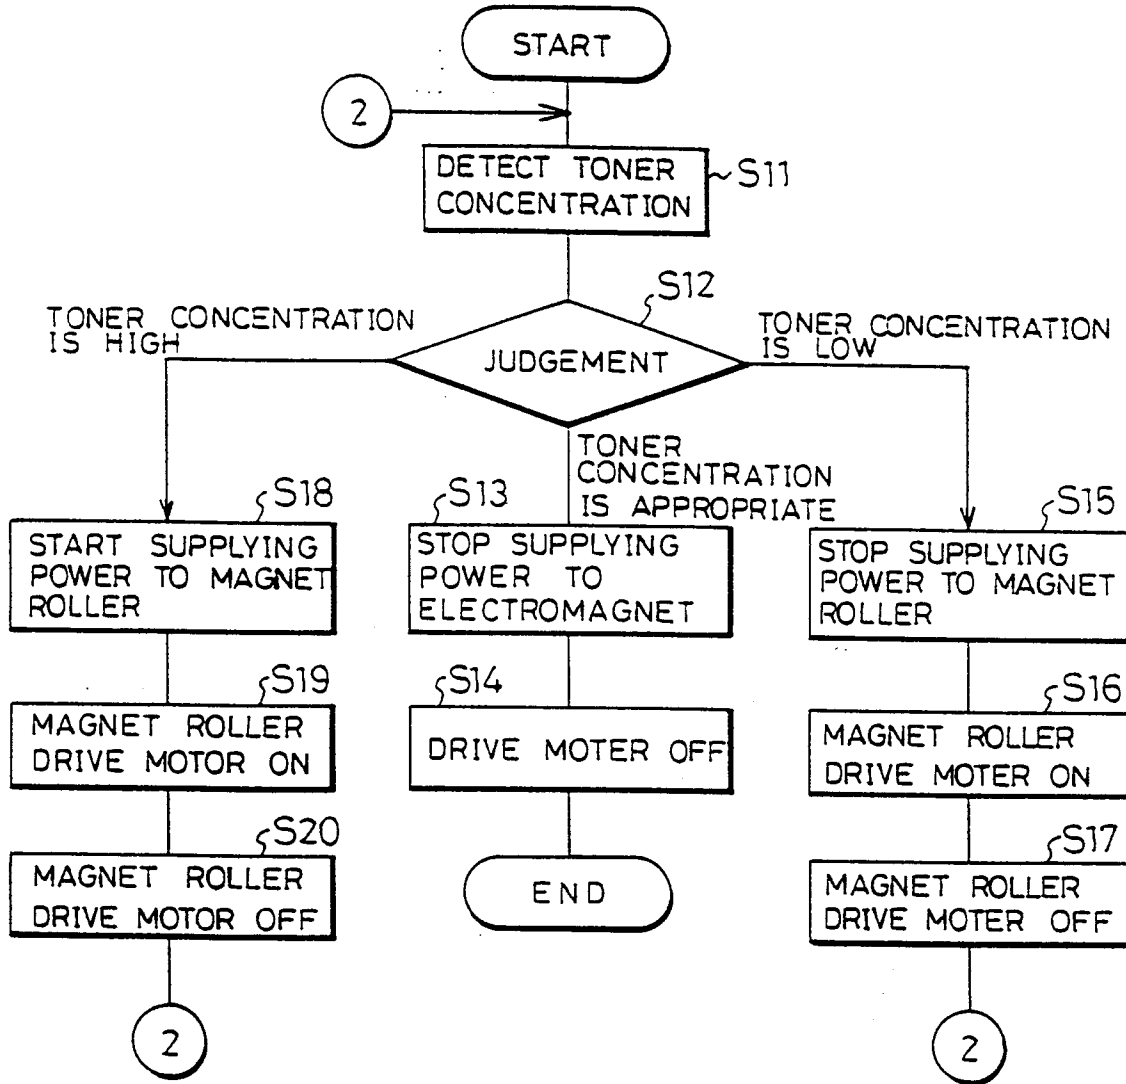 START
2
DETECT TONER
CONCENTRATION
S11
S12
TONER CONCENTRATION
IS HIGH
JUDGEMENT
TONER CONCENTRATION
IS LOW
TONER
CONCENTRATION
IS APPROPRIATE
S18
START SUPPLYING
POWER TO MAGNET
ROLLER
S13
STOP SUPPLYING
POWER TO
ELECTROMAGNET
S15
STOP SUPPLYING
POWER TO MAGNET
ROLLER
S19
MAGNET ROLLER
DRIVE MOTOR ON
S14
DRIVE MOTER OFF
S16
MAGNET ROLLER
DRIVE MOTER ON
S20
MAGNET ROLLER
DRIVE MOTOR OFF
END
S17
MAGNET ROLLER
DRIVE MOTER OFF
2
2